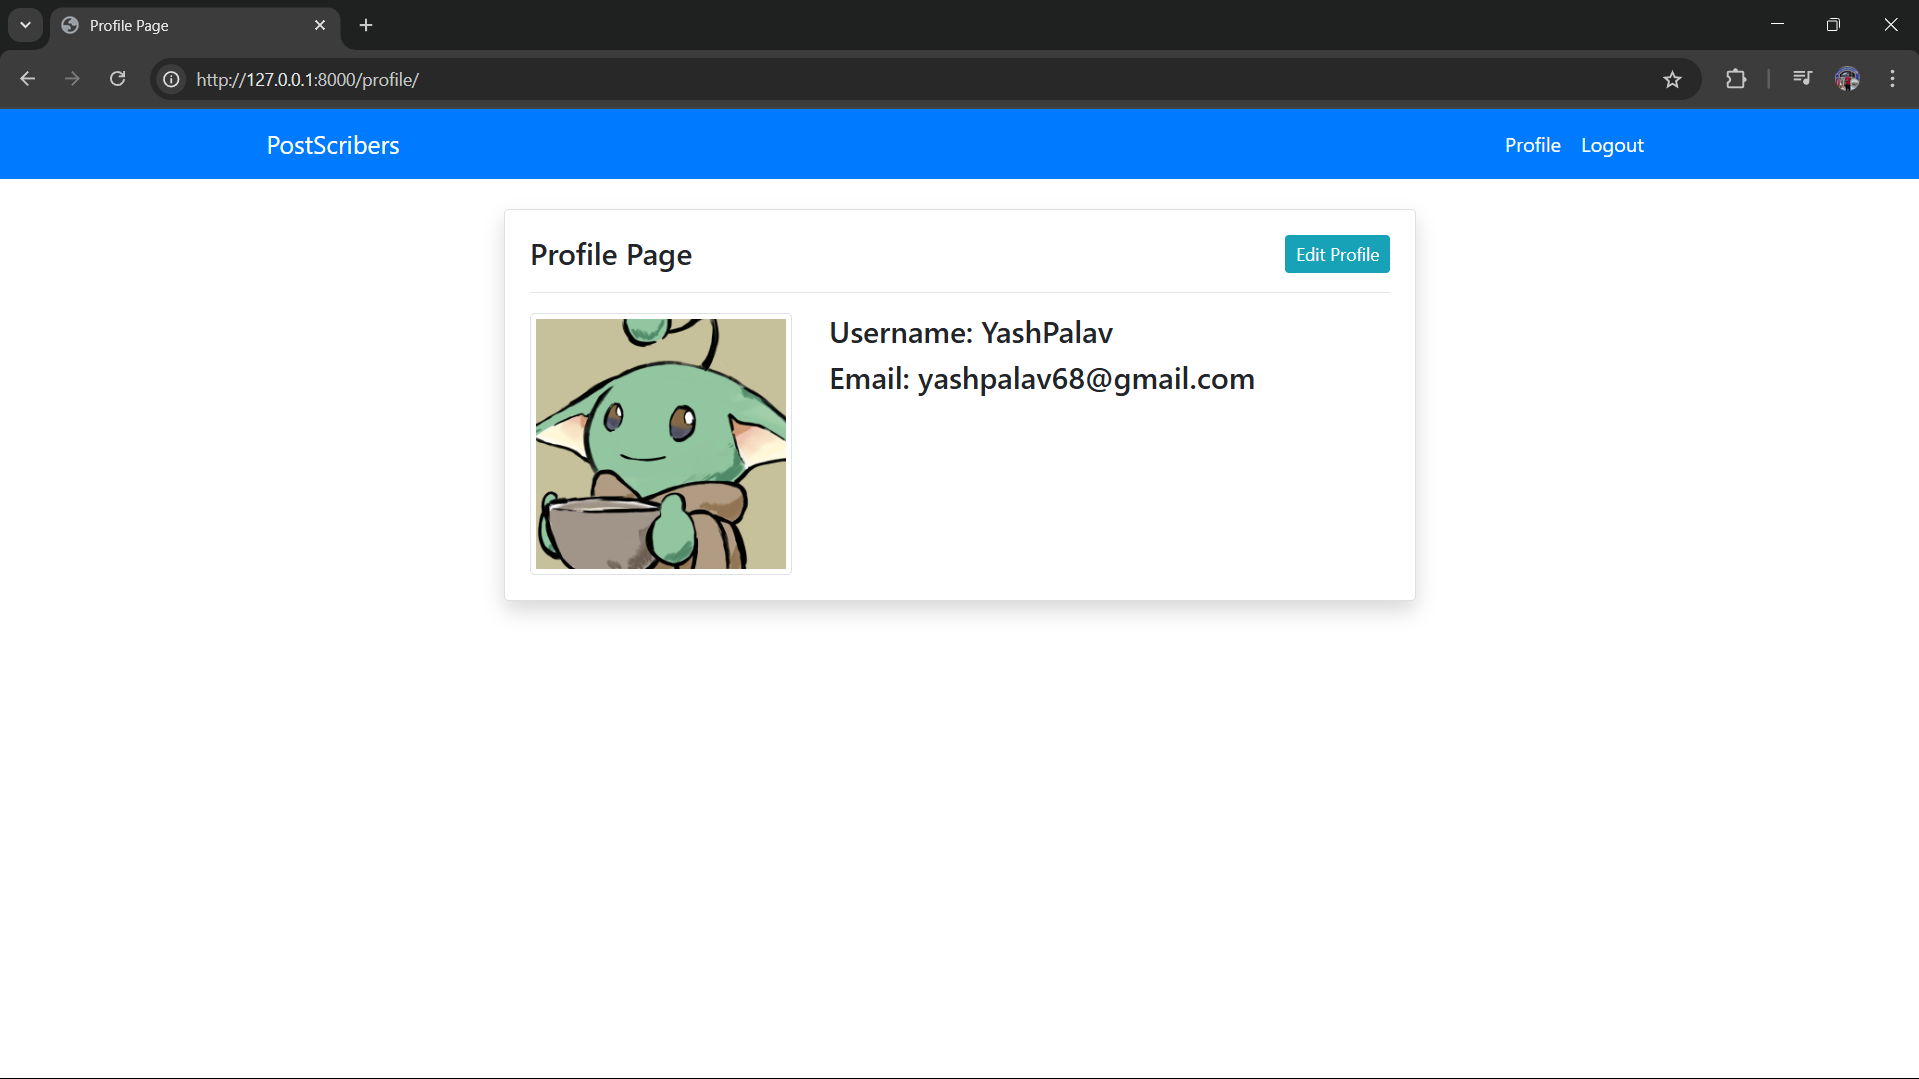 Profile Page
http://127.0.0.1:8000/profile/
PostScribers
Profile Logout
Profile Page
Edit Profile
Username: YashPalav
Email: yashpalav68@gmail.com